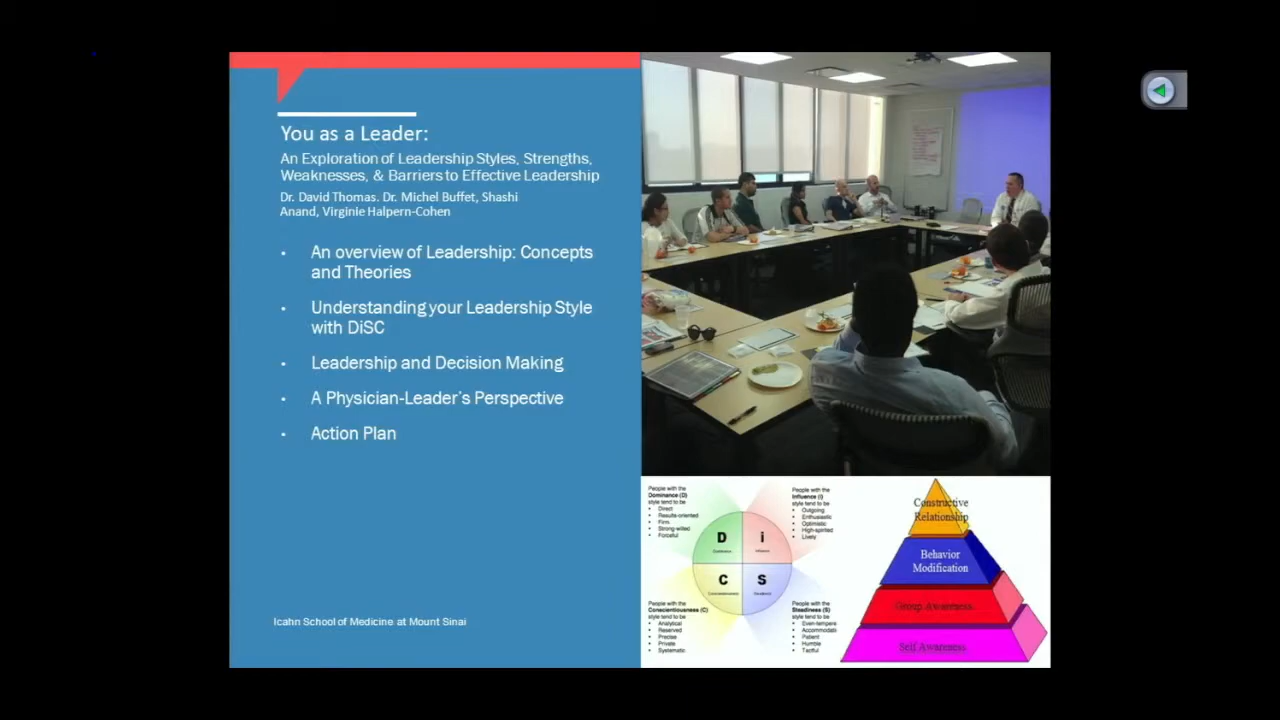 You as a Leader:
An Exploration of Leadership Styles, Strengths,
Weaknesses, & Barriers to Effective Leadership
Dr. David Thomas. Dr. Michel Buffet, Shashi
Anand, Virginie Halpern-Cohen
• An overview of Leadership: Concepts
and Theories
• Understanding your Leadership Style
with DiSC
• Leadership and Decision Making
• A Physician-Leader's Perspective
• Action Plan
Icahn School of Medicine at Mount Sinai
People with the
Dominance (D)
style tend to be
• Direct
• Results-oriented
• Firm
• Strong-willed
• Forceful
People with the
Influence (I)
style tend to be
• Outgoing
• Enthusiastic
• Optimistic
• High-spirited
• Lively
D
Dominance
i
Influence
C
Conscientiousness
S
Steadiness
People with the
Conscientiousness (C)
style tend to be
• Analytical
• Reserved
• Precise
• Private
• Systematic
People with the
Steadiness (S)
style tend to be
• Even-tempere
• Accommodati
• Patient
• Humble
• Tactful
Constructive
Relationship
Behavior
Modification
Group Awareness
Self Awareness